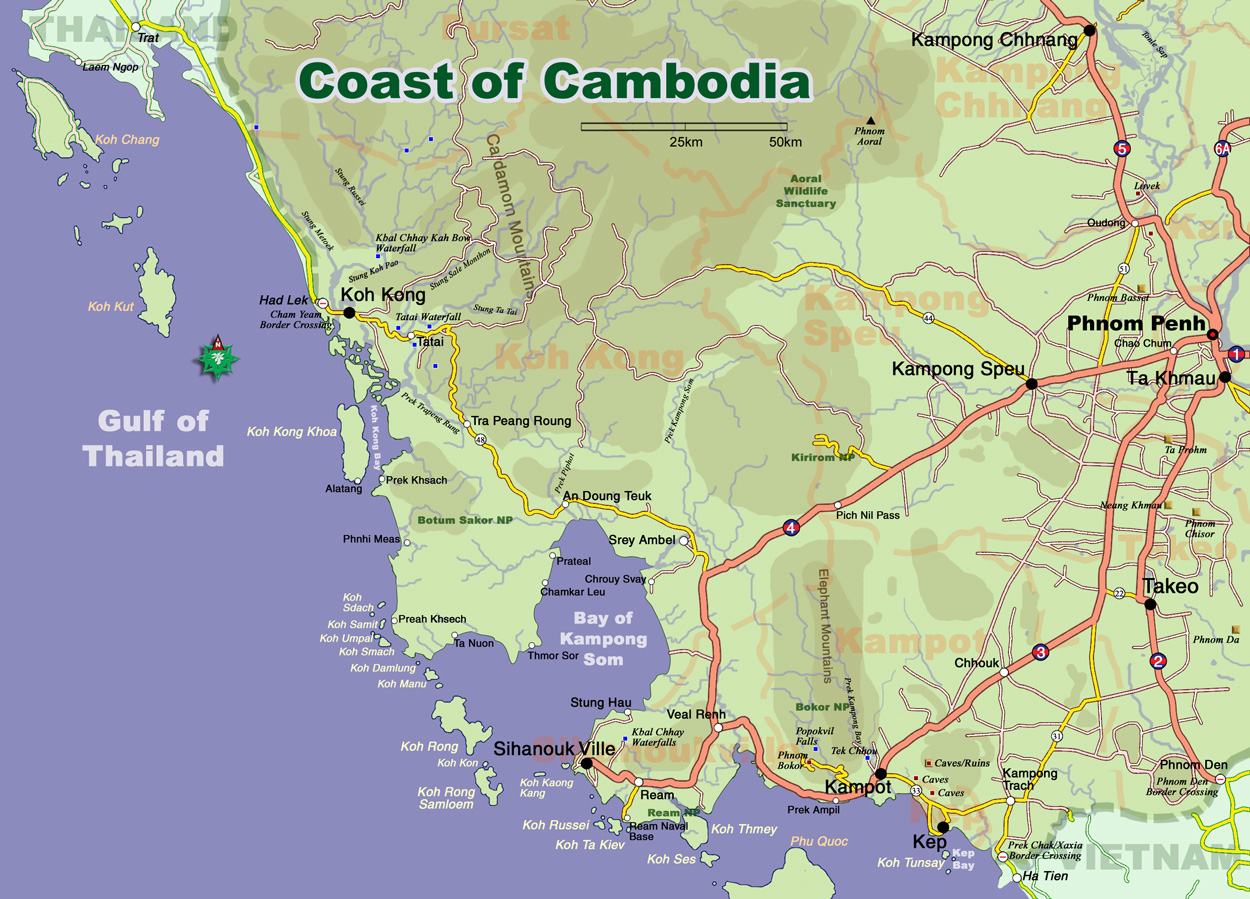 THAILAND
Trat
Laem Ngop
Pursat
Coast of Cambodia
25km
50km
Kampong Chhnang
Kampong
Chhnang
Tonle Sap
Phnom
Aoral
5
6A
Koh Chang
Cardamom Mountains
Stung Russei
Stung Metoek
Aoral
Wildlife
Sanctuary
Lovek
Oudong
Kan
Kbal Chhay Kah Bow
Waterfall
Stung Koh Pao
Stung Sale Monthon
51
Koh Kut
N
Had Lek
Koh Kong
Cham Yeam
Border Crossing
Tatai Waterfall
Stung Ta Tai
Tatai
Kampong
Speu
44
Phnom Basset
Phnom Penh
Chao Chum
1
Koh Kong
Kampong Speu
Ta Khmau
Prek Trapeng Rung
Prek Kampong Som
Gulf of
Thailand
Koh Kong Khoa
Koh Kong Bay
Tra Peang Roung
48
Kirirom NP
Ta Prohm
Prek Piphot
Alatang
Prek Khsach
An Doung Teuk
Neang Khmau
Pich Nil Pass
Phnom
Chisor
Botum Sakor NP
4
Phnhi Meas
Srey Ambel
Takeo
Prateal
Chrouy Svay
Chamkar Leu
Elephant Mountains
Takeo
22
Koh
Sdach
Koh Samit
Preah Khsech
Bay of
Kampong
Som
Koh Umpal
Koh Smach
Ta Nuon
Kampot
Phnom Da
Thmor Sor
3
2
Chhouk
Koh Damlung
Koh Manu
Prek Kampong Bay
Stung Hau
Bokor NP
Veal Renh
Koh Rong
Kbal Chhay
Waterfalls
Popokvil
Falls
31
Sihanouk Ville
Sihanoukville
Tek Chhou
Phnom
Bokor
Koh Kon
Caves/Ruins
Phnom Den
Koh Kaong
Kang
Kampot
Caves
Kampong
Trach
Phnom Den
Border Crossing
Koh Rong
Samloem
Ream
33
Caves
Prek Ampil
Ream NP
Kep
Koh Russei
Ream Naval
Base
Koh Thmey
Kep
Phu Quoc
Koh Ta Kiev
Prek Chak/Xaxia
Border Crossing
VIETNAM
Koh Ses
Koh Tunsay
Kep
Bay
Ha Tien